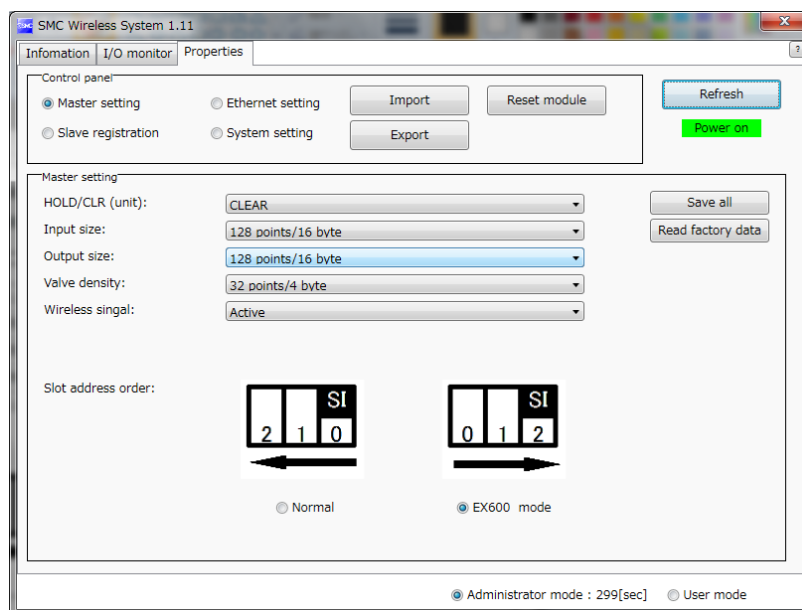 SMC Wireless System 1.11
Infomation I/O monitor Properties ?
Control panel
Master setting Ethernet setting Import Reset module Refresh
Slave registration System setting Export Power on
Master setting
HOLD/CLR (unit): CLEAR Save all
Input size: 128 points/16 byte Read factory data
Output size: 128 points/16 byte
Valve density: 32 points/4 byte
Wireless singal: Active
Slot address order:
SI SI
2 1 0 0 1 2
Normal EX600 mode
Administrator mode : 299[sec] User mode